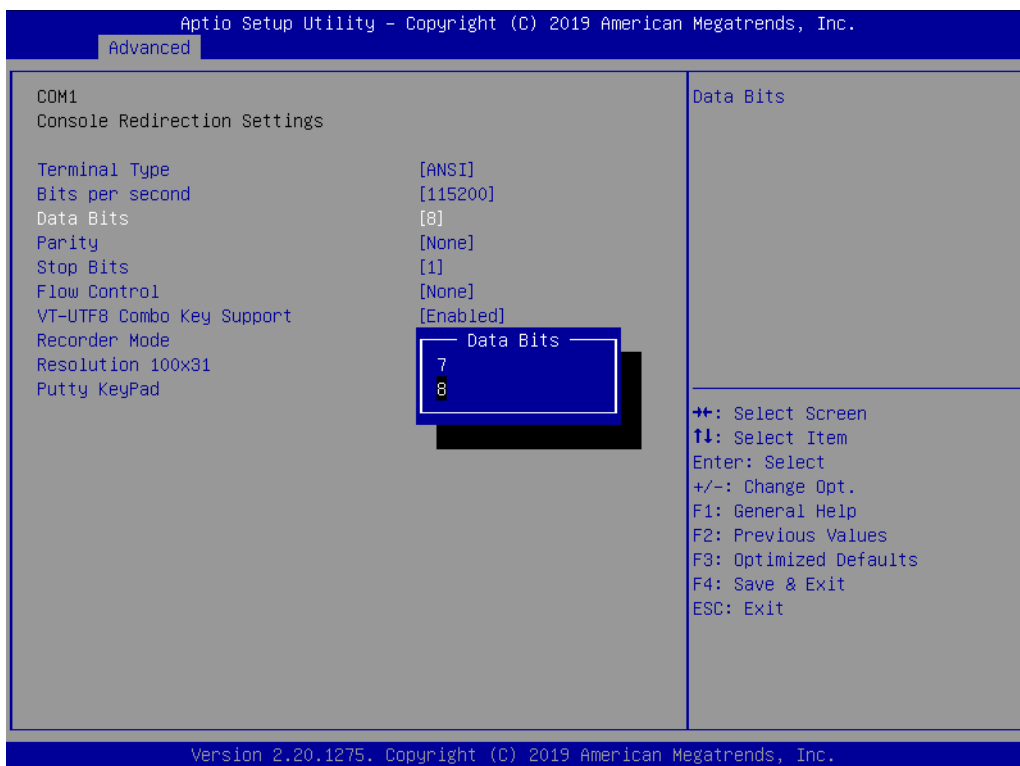 Aptio Setup Utility – Copyright (C) 2019 American Megatrends, Inc.
Advanced
COM1
Console Redirection Settings
Terminal Type [ANSI]
Bits per second [115200]
Data Bits [8]
Parity [None]
Stop Bits [1]
Flow Control [None]
VT-UTF8 Combo Key Support [Enabled]
Recorder Mode
Resolution 100x31
Putty KeyPad
Data Bits
7
8
Data Bits
→←: Select Screen
↑↓: Select Item
Enter: Select
+/-: Change Opt.
F1: General Help
F2: Previous Values
F3: Optimized Defaults
F4: Save & Exit
ESC: Exit
Version 2.20.1275. Copyright (C) 2019 American Megatrends, Inc.